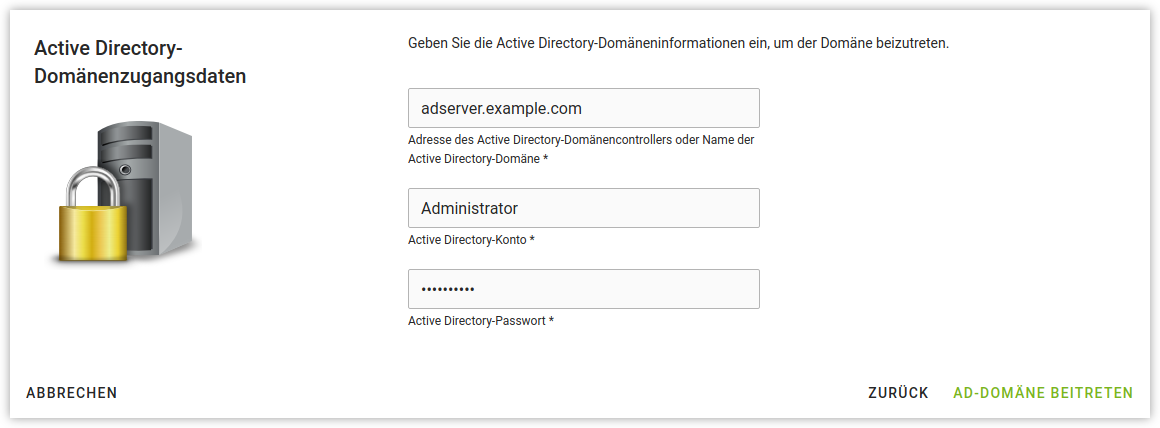 Active Directory-
Domänenzugangsdaten
Geben Sie die Active Directory-Domäneninformationen ein, um der Domäne beizutreten.
adserver.example.com
Adresse des Active Directory-Domänencontrollers oder Name der
Active Directory-Domäne *
Administrator
Active Directory-Konto *
••••••••••
Active Directory-Passwort *
ABBRECHEN
ZURÜCK
AD-DOMÄNE BEITRETEN